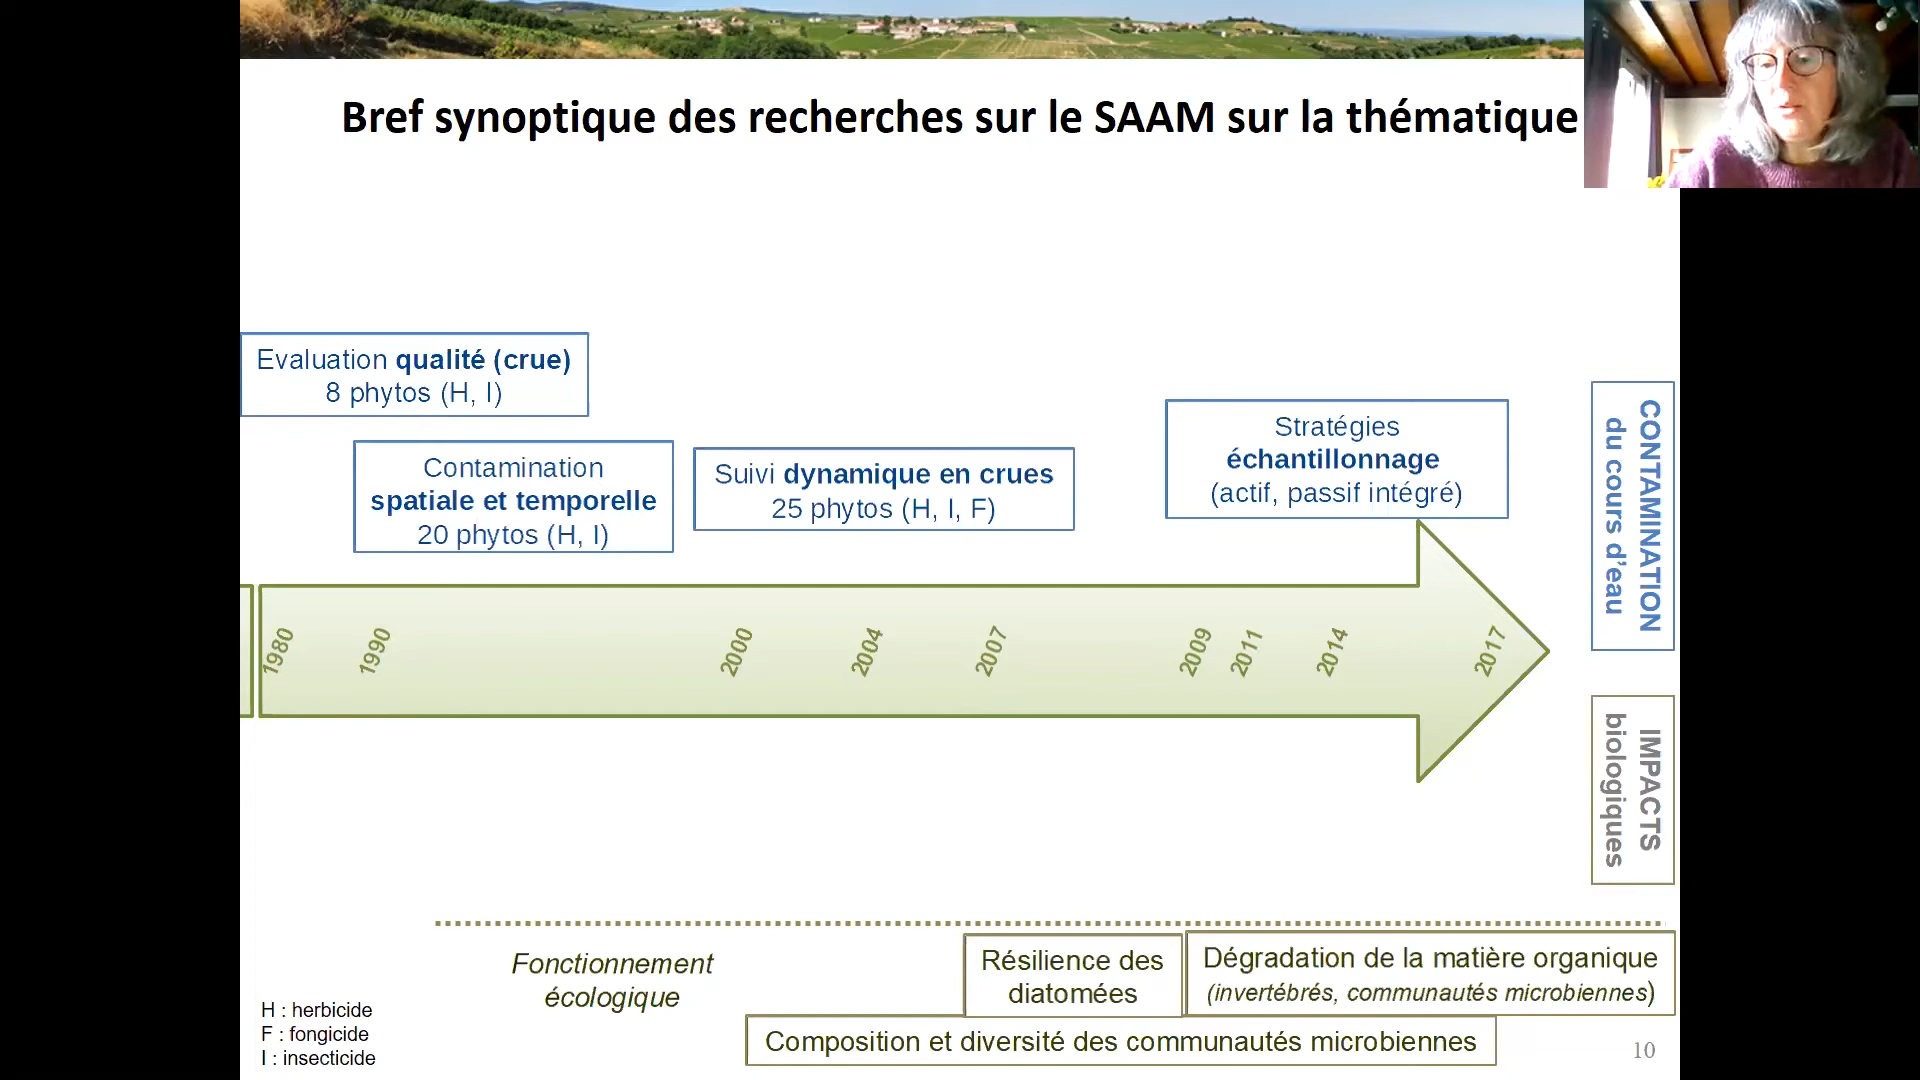 Bref synoptique des recherches sur le SAAM sur la thématique
Evaluation qualité (crue)
8 phytos (H, I)
Contamination
spatiale et temporelle
20 phytos (H, I)
Suivi dynamique en crues
25 phytos (H, I, F)
Stratégies
échantillonnage
(actif, passif intégré)
CONTAMINATION
du cours d'eau
1980
1990
2000
2004
2007
2009
2011
2014
2017
IMPACTS
biologiques
Fonctionnement
écologique
Résilience des
diatomées
Dégradation de la matière organique
(invertébrés, communautés microbiennes)
Composition et diversité des communautés microbiennes
H : herbicide
F : fongicide
I : insecticide
10